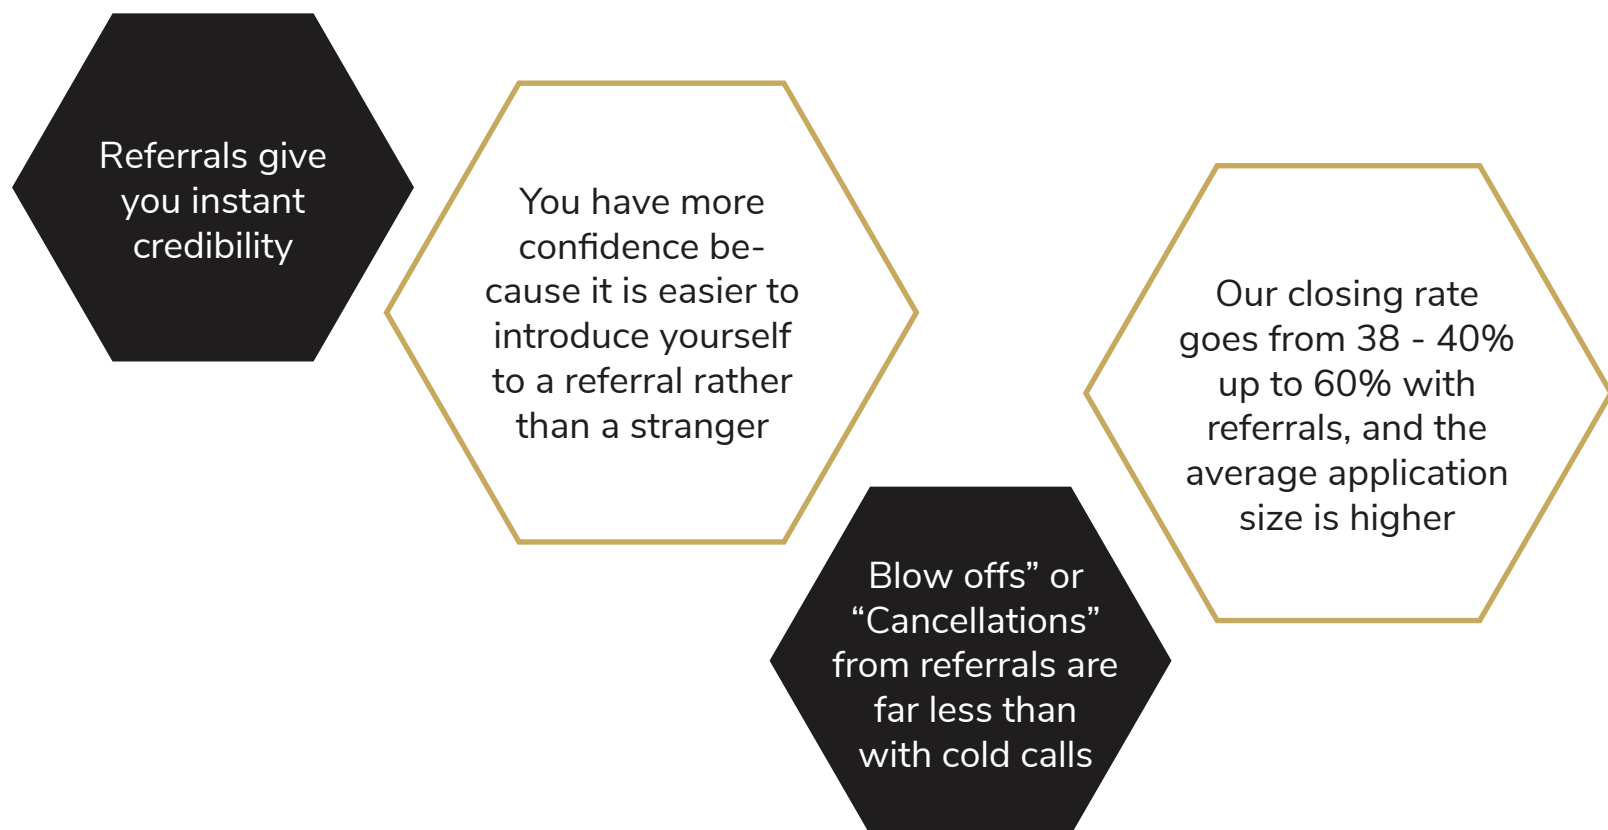 Referrals give
you instant
credibility
You have more
confidence be-
cause it is easier to
introduce yourself
to a referral rather
than a stranger
Blow offs” or
“Cancellations”
from referrals are
far less than
with cold calls
Our closing rate
goes from 38 - 40%
up to 60% with
referrals, and the
average application
size is higher